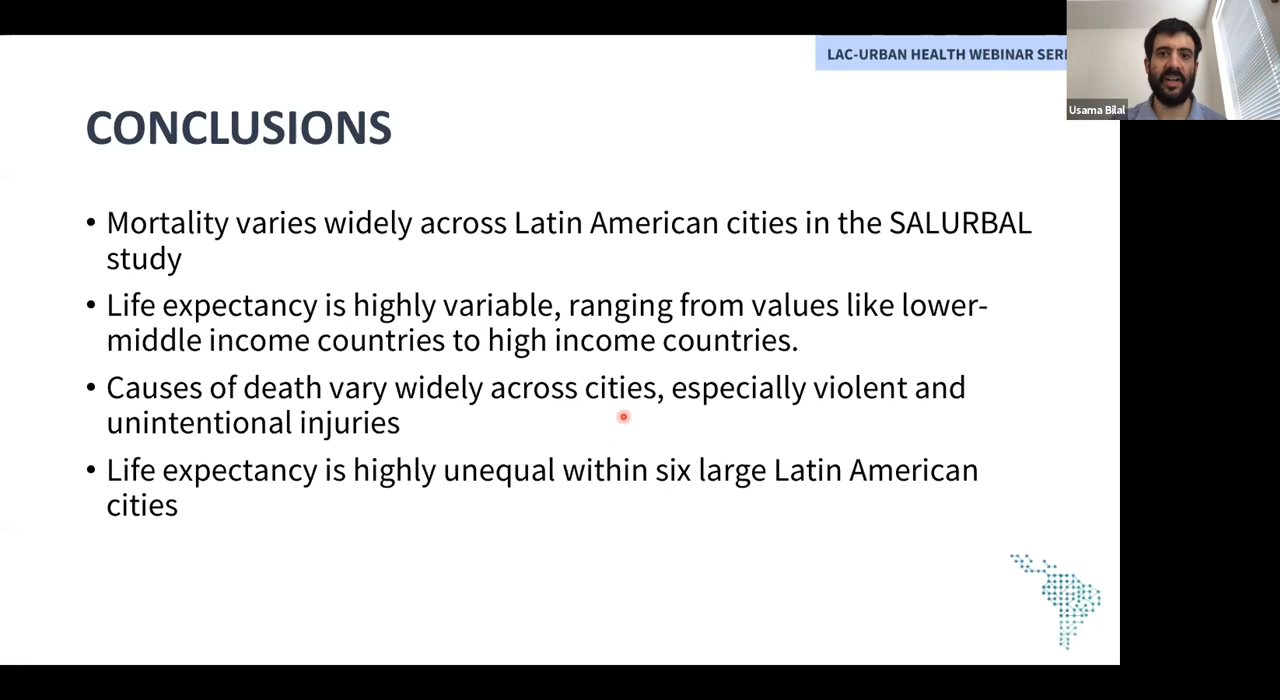 LAC-URBAN HEALTH WEBINAR SERI
Usama Bilal
CONCLUSIONS
• Mortality varies widely across Latin American cities in the SALURBAL
study
• Life expectancy is highly variable, ranging from values like lower-
middle income countries to high income countries.
• Causes of death vary widely across cities, especially violent and
unintentional injuries
• Life expectancy is highly unequal within six large Latin American
cities